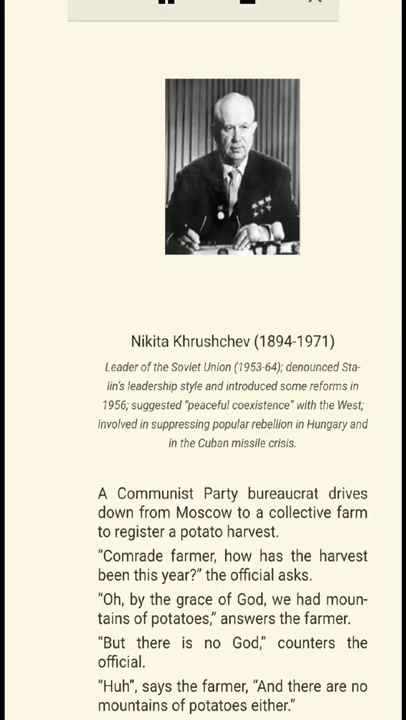 Nikita Khrushchev (1894-1971)
Leader of the Soviet Union (1953-64); denounced Sta-
lin's leadership style and introduced some reforms in
1956; suggested "peaceful coexistence" with the West;
involved in suppressing popular rebellion in Hungary and
in the Cuban missile crisis.
A Communist Party bureaucrat drives
down from Moscow to a collective farm
to register a potato harvest.
“Comrade farmer, how has the harvest
been this year?” the official asks.
“Oh, by the grace of God, we had moun-
tains of potatoes,” answers the farmer.
“But there is no God,” counters the
official.
“Huh”, says the farmer, “And there are no
mountains of potatoes either.”